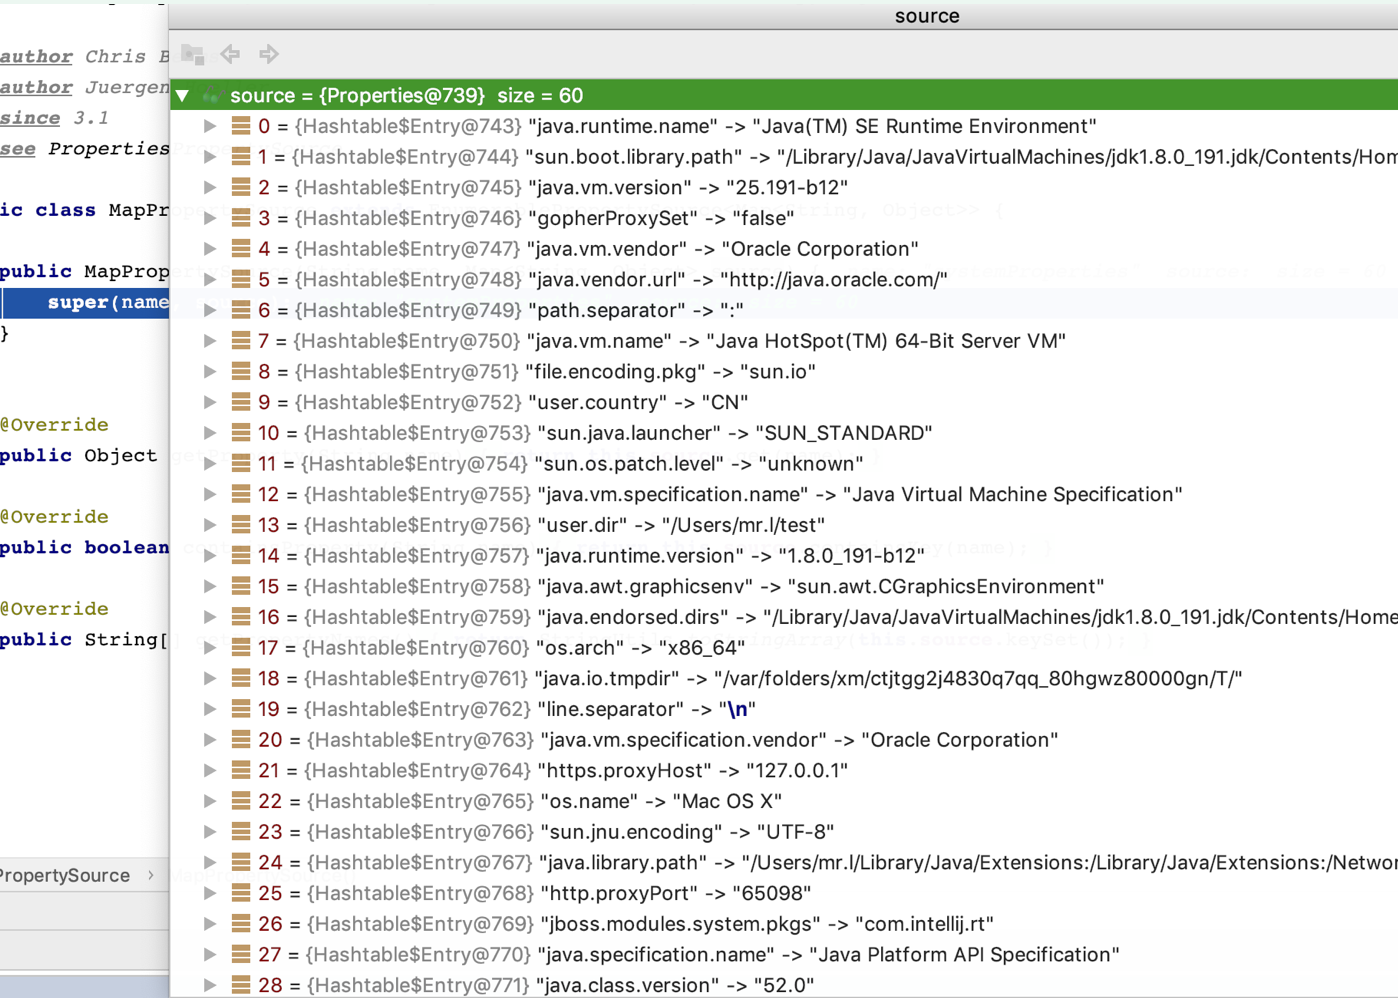 source
author Chris B
author Juergen
since 3.1
see Properties
ic class MapPr
public MapProp
super(name
}
@Override
public Object
@Override
public boolean
@Override
public String[
PropertySource
source = {Properties@739} size = 60
0 = {Hashtable$Entry@743} "java.runtime.name" -> "Java(TM) SE Runtime Environment"
1 = {Hashtable$Entry@744} "sun.boot.library.path" -> "/Library/Java/JavaVirtualMachines/jdk1.8.0_191.jdk/Contents/Hom
2 = {Hashtable$Entry@745} "java.vm.version" -> "25.191-b12"
3 = {Hashtable$Entry@746} "gopherProxySet" -> "false"
4 = {Hashtable$Entry@747} "java.vm.vendor" -> "Oracle Corporation"
5 = {Hashtable$Entry@748} "java.vendor.url" -> "http://java.oracle.com/"
6 = {Hashtable$Entry@749} "path.separator" -> ":"
7 = {Hashtable$Entry@750} "java.vm.name" -> "Java HotSpot(TM) 64-Bit Server VM"
8 = {Hashtable$Entry@751} "file.encoding.pkg" -> "sun.io"
9 = {Hashtable$Entry@752} "user.country" -> "CN"
10 = {Hashtable$Entry@753} "sun.java.launcher" -> "SUN_STANDARD"
11 = {Hashtable$Entry@754} "sun.os.patch.level" -> "unknown"
12 = {Hashtable$Entry@755} "java.vm.specification.name" -> "Java Virtual Machine Specification"
13 = {Hashtable$Entry@756} "user.dir" -> "/Users/mr.l/test"
14 = {Hashtable$Entry@757} "java.runtime.version" -> "1.8.0_191-b12"
15 = {Hashtable$Entry@758} "java.awt.graphicsenv" -> "sun.awt.CGraphicsEnvironment"
16 = {Hashtable$Entry@759} "java.endorsed.dirs" -> "/Library/Java/JavaVirtualMachines/jdk1.8.0_191.jdk/Contents/Home
17 = {Hashtable$Entry@760} "os.arch" -> "x86_64"
18 = {Hashtable$Entry@761} "java.io.tmpdir" -> "/var/folders/xm/ctjtgg2j4830q7qq_80hgwz80000gn/T/"
19 = {Hashtable$Entry@762} "line.separator" -> "\n"
20 = {Hashtable$Entry@763} "java.vm.specification.vendor" -> "Oracle Corporation"
21 = {Hashtable$Entry@764} "https.proxyHost" -> "127.0.0.1"
22 = {Hashtable$Entry@765} "os.name" -> "Mac OS X"
23 = {Hashtable$Entry@766} "sun.jnu.encoding" -> "UTF-8"
24 = {Hashtable$Entry@767} "java.library.path" -> "/Users/mr.l/Library/Java/Extensions:/Library/Java/Extensions:/Networ
25 = {Hashtable$Entry@768} "http.proxyPort" -> "65098"
26 = {Hashtable$Entry@769} "jboss.modules.system.pkgs" -> "com.intellij.rt"
27 = {Hashtable$Entry@770} "java.specification.name" -> "Java Platform API Specification"
28 = {Hashtable$Entry@771} "java.class.version" -> "52.0"